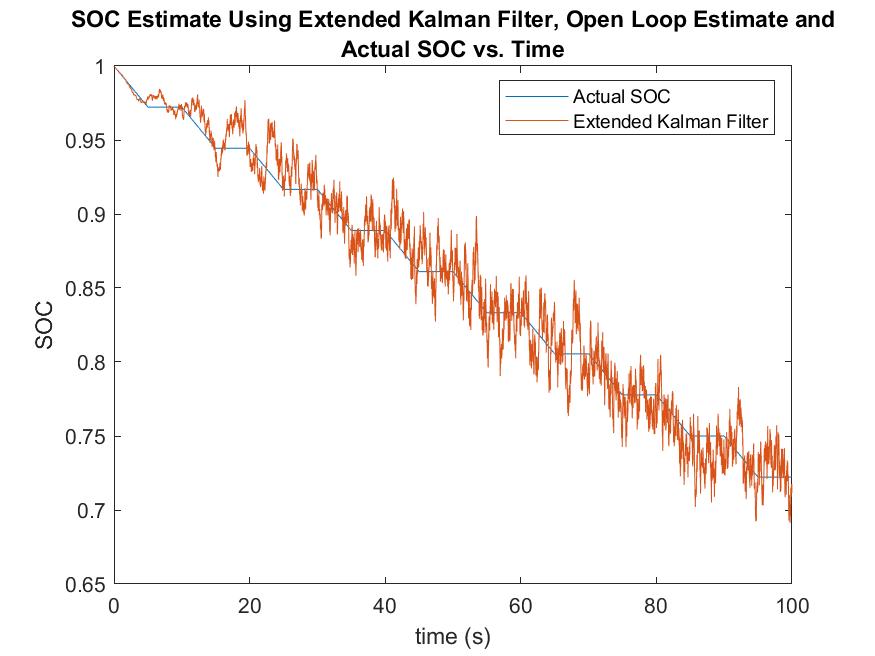 SOC Estimate Using Extended Kalman Filter, Open Loop Estimate and
Actual SOC vs. Time
Actual SOC
Extended Kalman Filter
SOC
1
0.95
0.9
0.85
0.8
0.75
0.7
0.65
0
20
40
60
80
100
time (s)